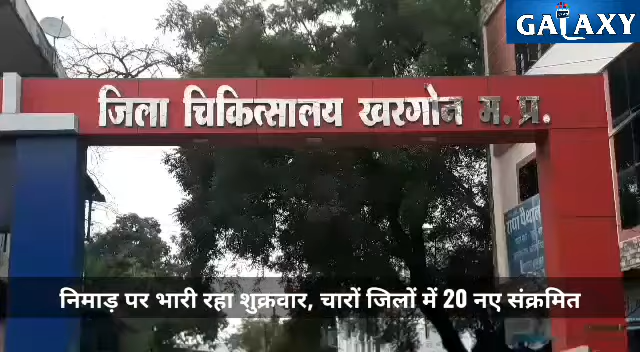 GALAXY
जिला चिकित्सालय खरगोन म. प्र.
निमाड़ पर भारी रहा शुक्रवार, चारों जिलों में 20 नए संक्रमित